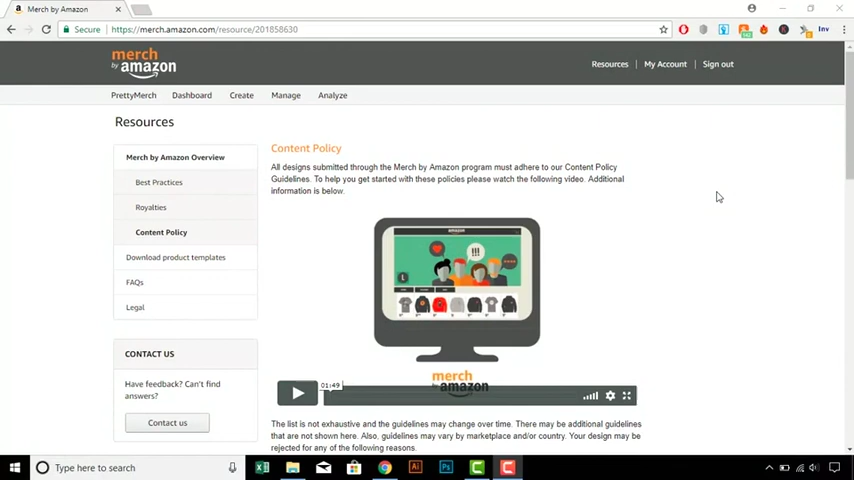 Merch by Amazon
Secure
https://merch.amazon.com/resource/201858630
Inv
merch
by amazon
Resources
My Account
Sign out
PrettyMerch
Dashboard
Create
Manage
Analyze
Resources
Merch by Amazon Overview
Best Practices
Royalties
Content Policy
Download product templates
FAQs
Legal
CONTACT US
Have feedback? Can't find
answers?
Contact us
Content Policy
All designs submitted through the Merch by Amazon program must adhere to our Content Policy
Guidelines. To help you get started with these policies please watch the following video. Additional
information is below.
amazon
!!!
L
merch
by amazon
01:49
The list is not exhaustive and the guidelines may change over time. There may be additional guidelines
that are not shown here. Also, guidelines may vary by marketplace and/or country. Your design may be
rejected for any of the following reasons.
Type here to search
Ai
Ps